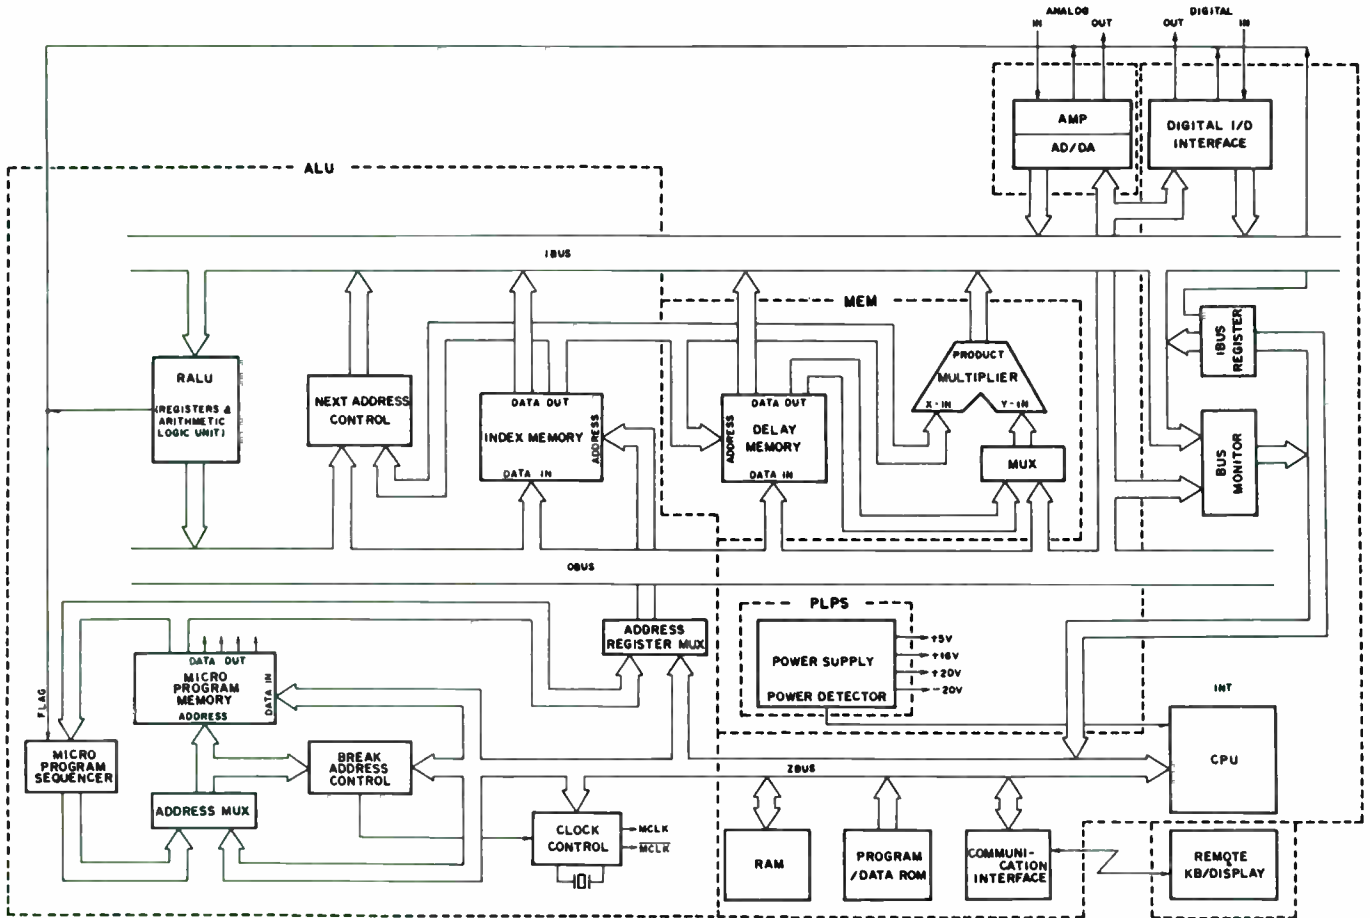 ANALOG
DIGITAL
IN
OUT
OUT
IN
AMP
AD/DA
DIGITAL I/D
INTERFACE
ALU
IBUS
MEM
RALU
(REGISTERS &
ARITHMETIC
LOGIC UNIT)
NEXT ADDRESS
CONTROL
DATA OUT
INDEX MEMORY
ADDRESS
DATA IN
DATA OUT
ADDRESS
DELAY
MEMORY
DATA IN
PRODUCT
MULTIPLIER
X-IN
Y-IN
MUX
IBUS
REGISTER
BUS
MONITOR
OBUS
PLPS
POWER SUPPLY
POWER DETECTOR
+5V
+16V
+20V
-20V
ADDRESS
REGISTER MUX
DATA OUT
MICRO
PROGRAM
MEMORY
ADDRESS
DATA IN
FLAG
MICRO
PROGRAM
SEQUENCER
BREAK
ADDRESS
CONTROL
ADDRESS MUX
ZBUS
INT
CPU
CLOCK
CONTROL
MCLK
MCLK
RAM
PROGRAM
/DATA ROM
COMMUNI-
CATION
INTERFACE
REMOTE
KB/DISPLAY